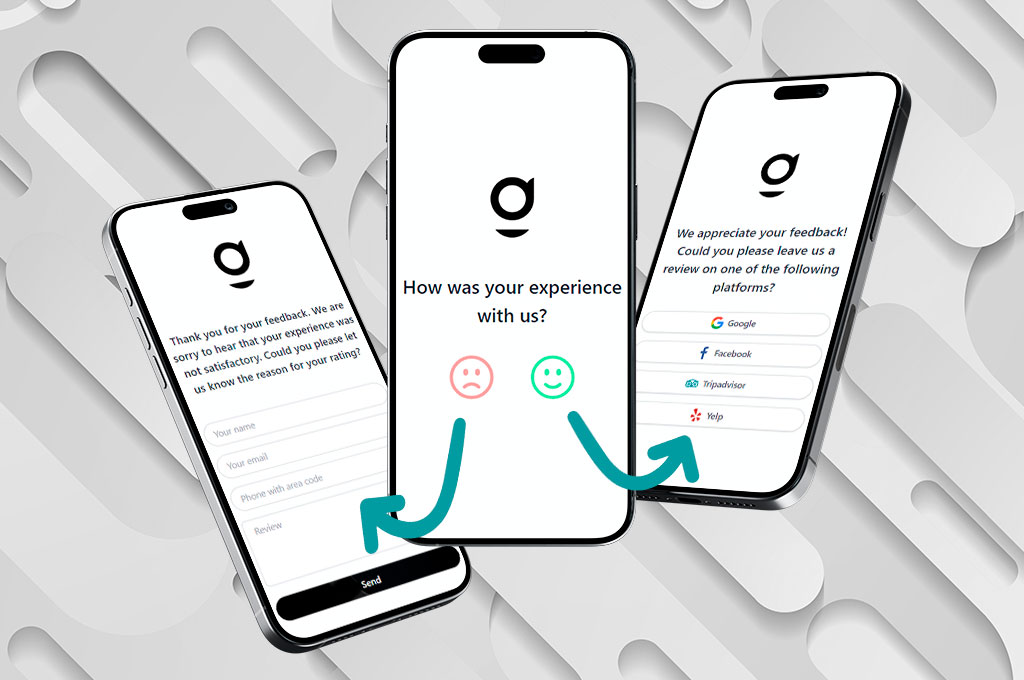 How was your experience
with us?
Thank you for your feedback. We are
sorry to hear that your experience was
not satisfactory. Could you please let
us know the reason for your rating?
Your name
Your email
Phone with area code
Review
Send
We appreciate your feedback!
Could you please leave us a
review on one of the following
platforms?
Google
Facebook
Tripadvisor
Yelp